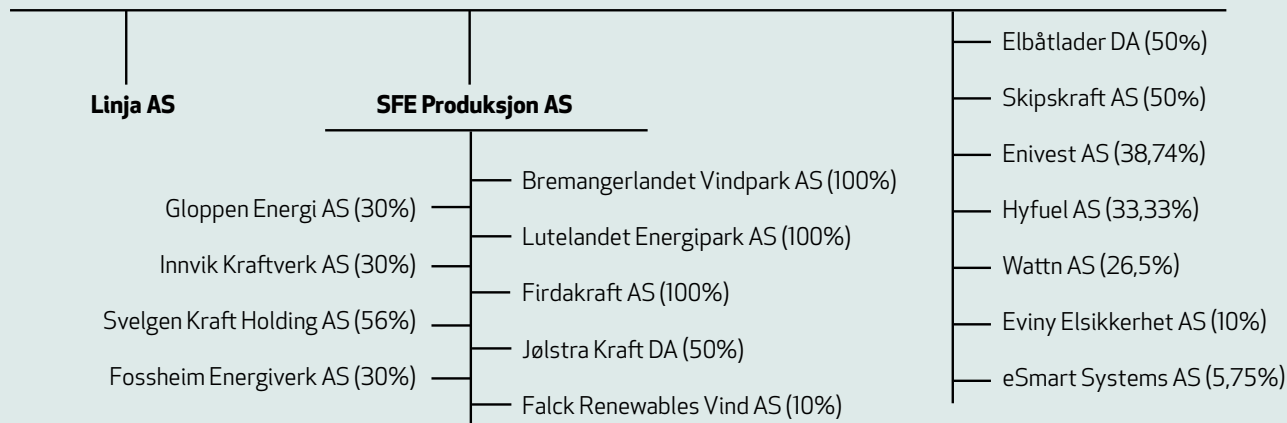 Linja AS
SFE Produksjon AS
Gloppen Energi AS (30%)
Innvik Kraftverk AS (30%)
Svelgen Kraft Holding AS (56%)
Fossheim Energiverk AS (30%)
Bremangerlandet Vindpark AS (100%)
Lutelandet Energipark AS (100%)
Firdakraft AS (100%)
Jølstra Kraft DA (50%)
Falck Renewables Vind AS (10%)
Elbåtlader DA (50%)
Skipskraft AS (50%)
Enivest AS (38,74%)
Hyfuel AS (33,33%)
Wattn AS (26,5%)
Eviny Elsikkerhet AS (10%)
eSmart Systems AS (5,75%)